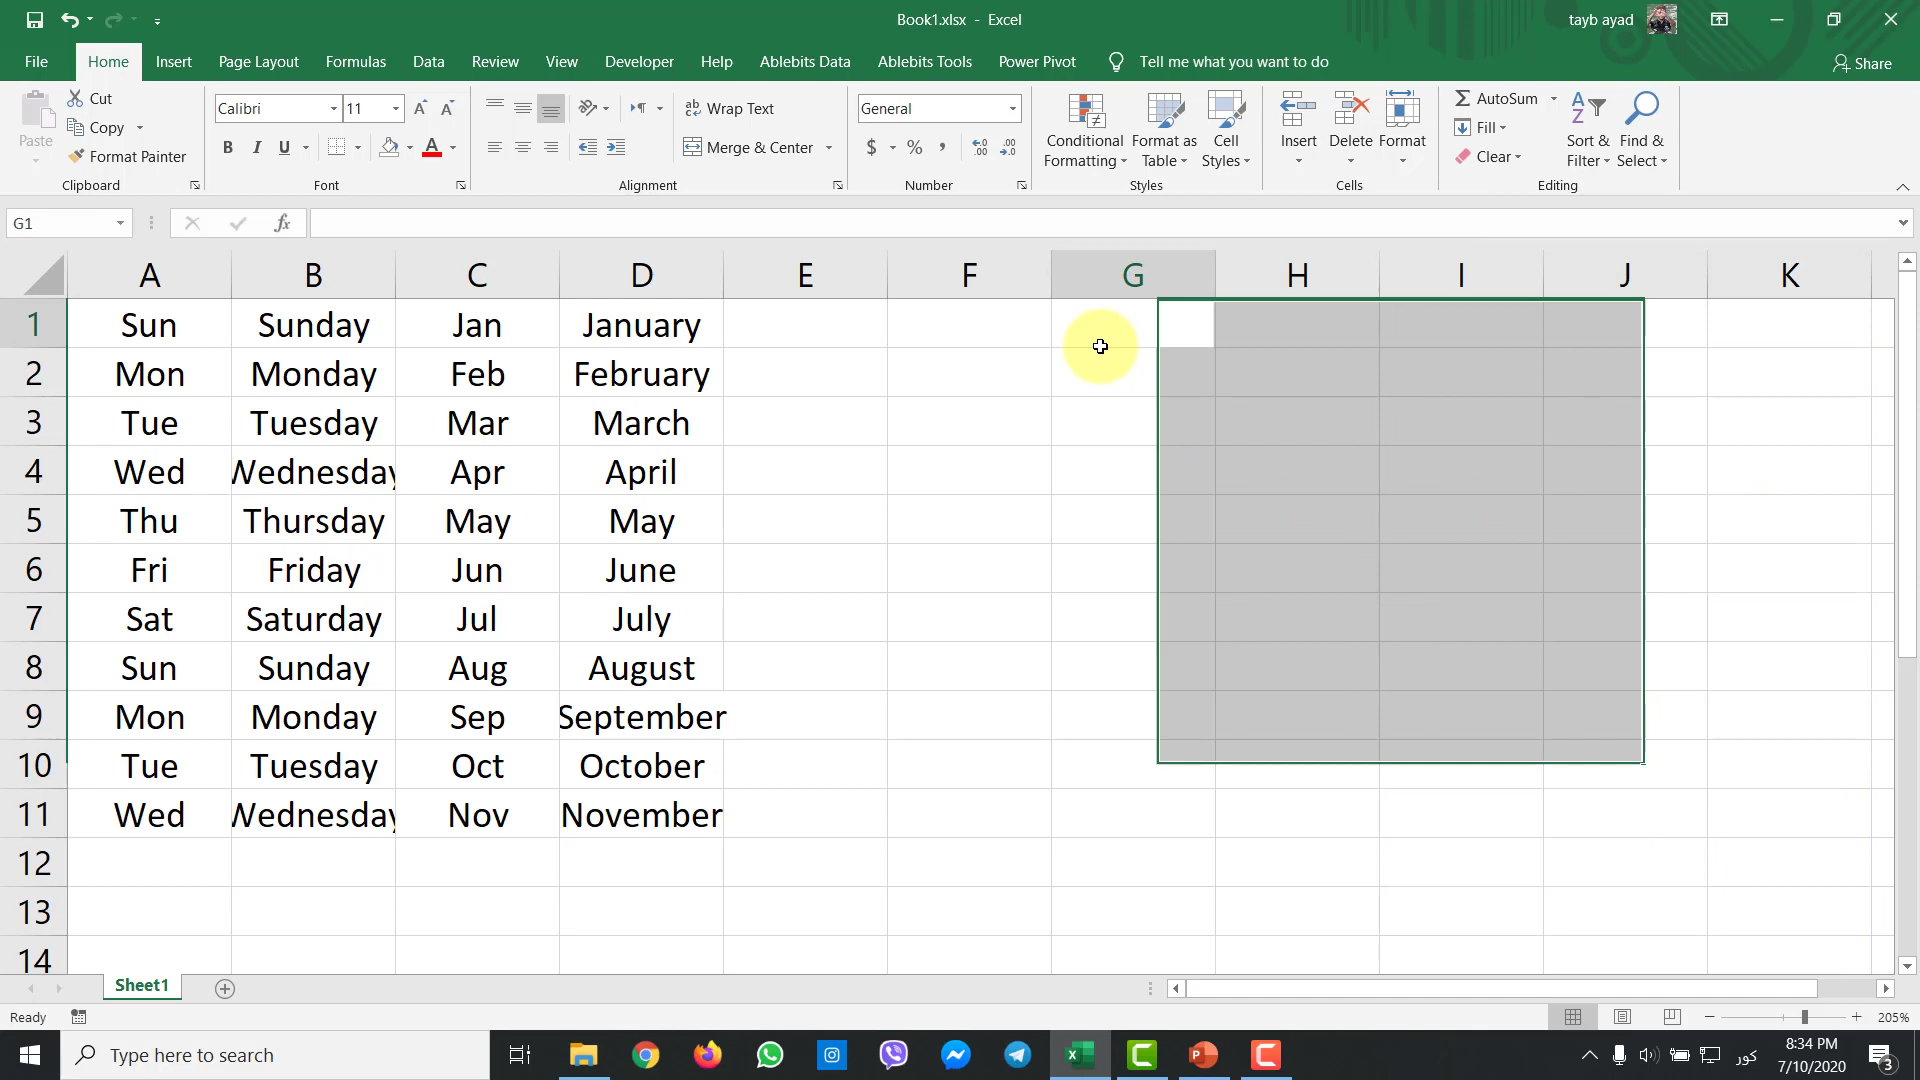 Book1.xlsx - Excel
tayb ayad
File Home Insert Page Layout Formulas Data Review View Developer Help Ablebits Data Ablebits Tools Power Pivot Tell me what you want to do Share
Paste
Cut
Copy
Format Painter
Clipboard
Calibri 11
B I U A
Font
Wrap Text
Merge & Center
Alignment
General
$ % ,
Number
Conditional Formatting
Format as Table
Cell Styles
Styles
Insert
Delete
Format
Cells
AutoSum
Fill
Clear
Sort & Filter
Find & Select
Editing
G1
fx
A B C D E F G H I J K
1 Sun Sunday Jan January
2 Mon Monday Feb February
3 Tue Tuesday Mar March
4 Wed Wednesday Apr April
5 Thu Thursday May May
6 Fri Friday Jun June
7 Sat Saturday Jul July
8 Sun Sunday Aug August
9 Mon Monday Sep September
10 Tue Tuesday Oct October
11 Wed Wednesday Nov November
12
13
14
Sheet1
Ready
205%
Type here to search
کور
8:34 PM
7/10/2020
3